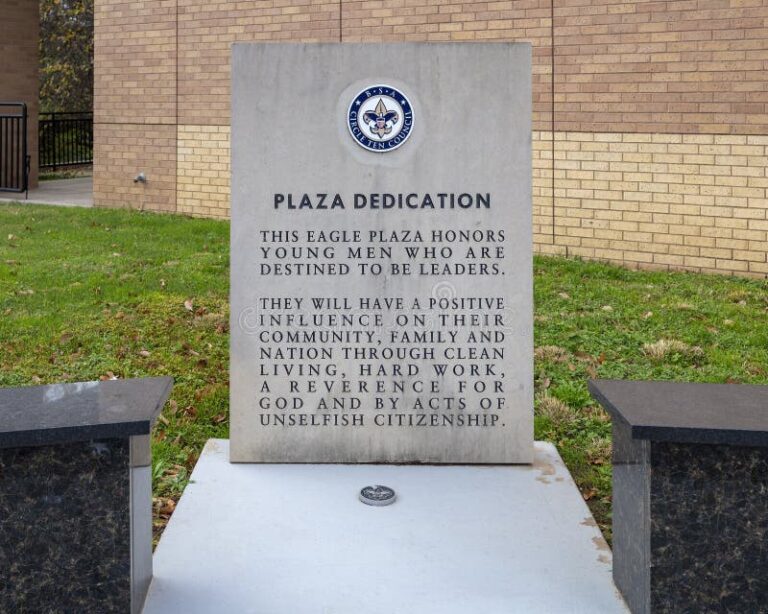 B·S·A
CIRCLE TEN COUNCIL
PLAZA DEDICATION
THIS EAGLE PLAZA HONORS
YOUNG MEN WHO ARE
DESTINED TO BE LEADERS.
THEY WILL HAVE A POSITIVE
INFLUENCE ON THEIR
COMMUNITY, FAMILY AND
NATION THROUGH CLEAN
LIVING, HARD WORK,
A REVERENCE FOR
GOD AND BY ACTS OF
UNSELFISH CITIZENSHIP.